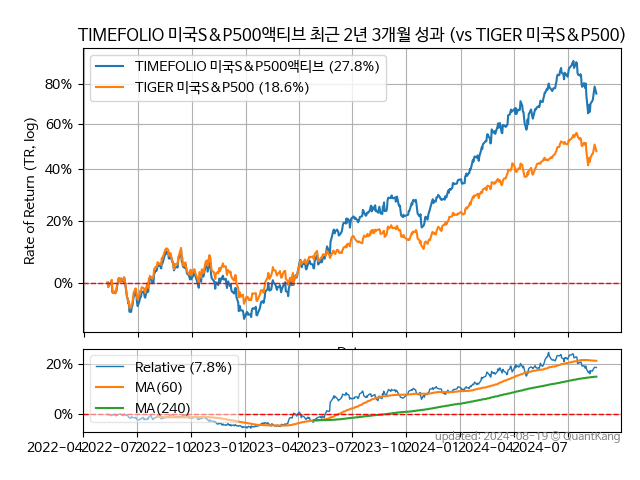 TIMEFOLIO 미국S&P500액티브 최근 2년 3개월 성과 (vs TIGER 미국S&P500)
TIMEFOLIO 미국S&P500액티브 (27.8%)
TIGER 미국S&P500 (18.6%)
80%
60%
40%
20%
0%
Rate of Return (TR, log)
Relative (7.8%)
MA(60)
MA(240)
20%
0%
2022-04 2022-07 2022-10 2023-01 2023-04 2023-07 2023-10 2024-01 2024-04 2024-07
updated: 2024-08-19 © QuantKang